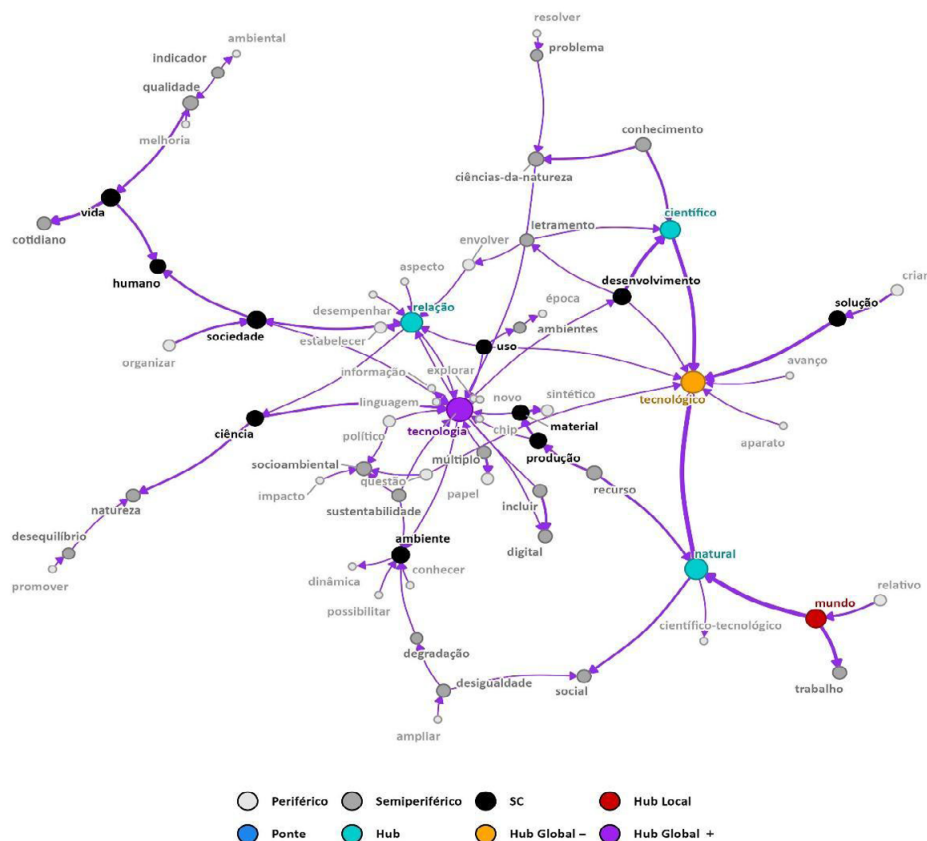 resolver
ambiental
problema
indicador
qualidade
melhoria
conhecimento
ciências-da-natureza
vida
científico
cotidiano
letramento
envolver
humano
aspecto
desenvolvimento
criar
solução
desempenhar
relação
época
ambientes
sociedade
estabelecer
uso
organizar
avanço
informação
explorar
tecnológico
linguagem
novo
sintético
tecnologia
chip
material
aparato
ciência
político
múltiplo
produção
socioambiental
questão
papel
recurso
impacto
sustentabilidade
incluir
natureza
desequilíbrio
ambiente
digital
natural
promover
dinâmica
conhecer
relativo
possibilitar
mundo
científico-tecnológico
degradação
desigualdade
social
trabalho
ampliar
Periférico Semiperiférico SC Hub Local
Ponte Hub Hub Global – Hub Global +